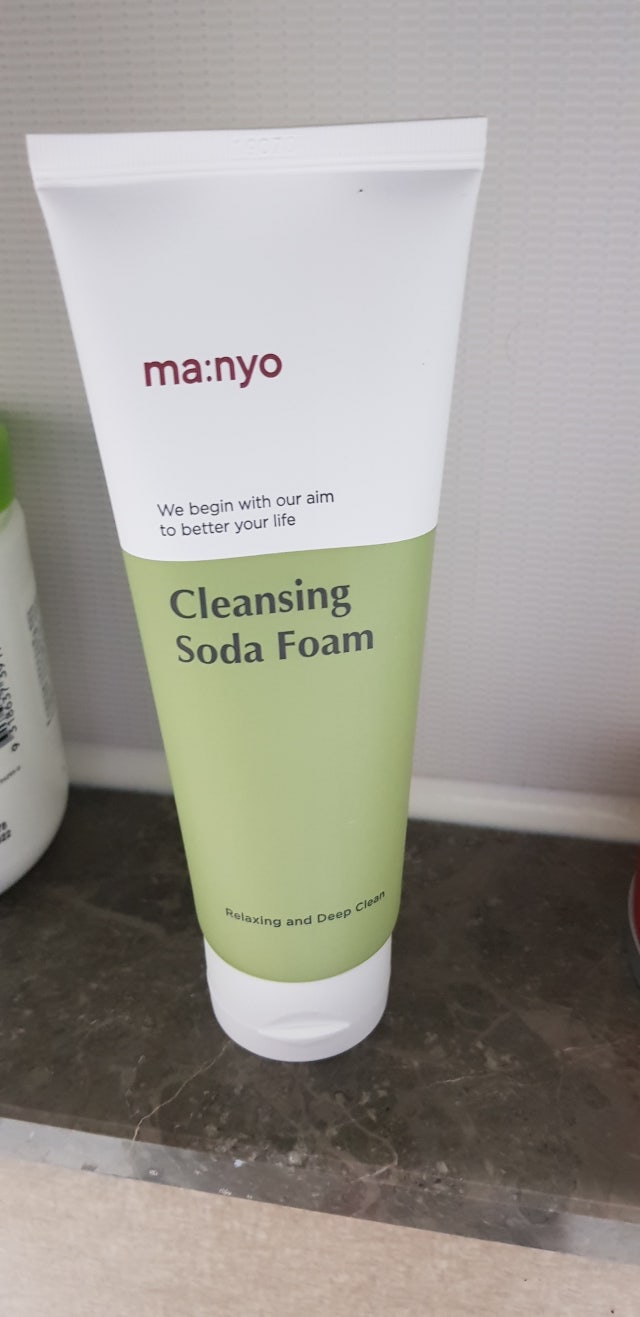 ma:nyo
We begin with our aim
to better your life
Cleansing
Soda Foam
Relaxing and Deep Clean